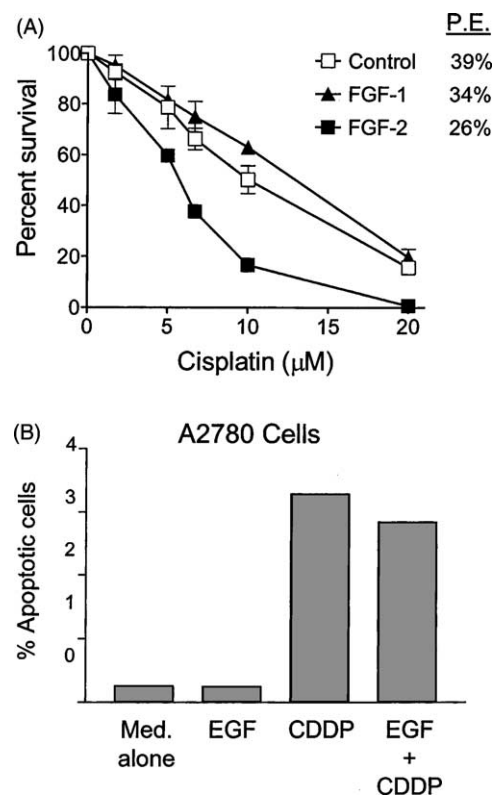 (A)
P.E.
Control 39%
FGF-1 34%
FGF-2 26%
100
80
60
40
20
0
Percent survival
0 5 10 15 20
Cisplatin (μM)
(B)
A2780 Cells
4
3
2
1
0
% Apoptotic cells
Med. alone
EGF
CDDP
EGF + CDDP